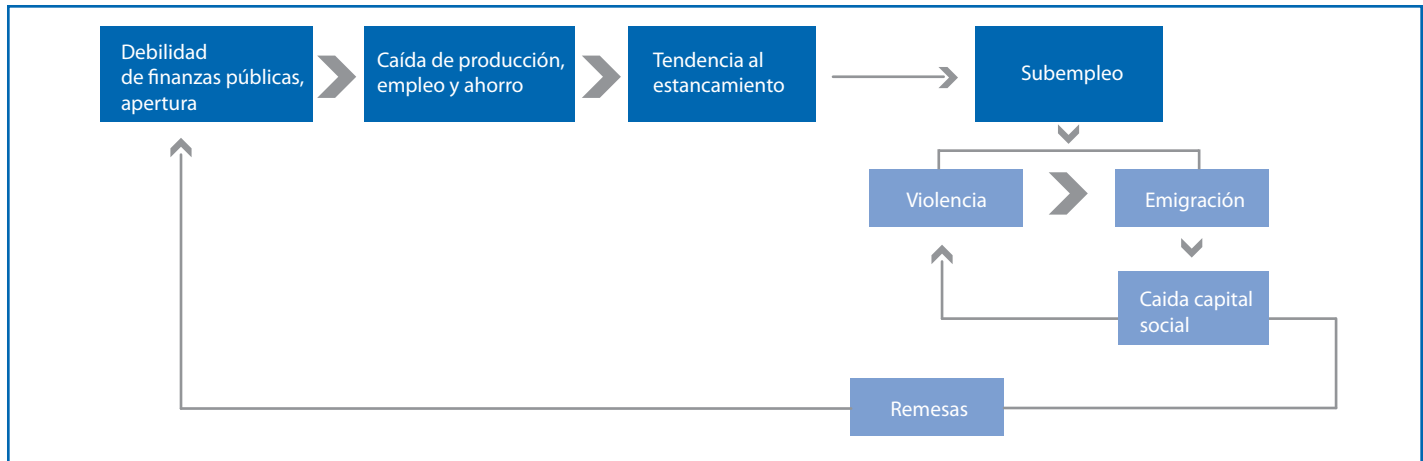 Debilidad
de finanzas públicas,
apertura
Caída de producción,
empleo y ahorro
Tendencia al
estancamiento
Subempleo
Violencia
Emigración
Caida capital
social
Remesas